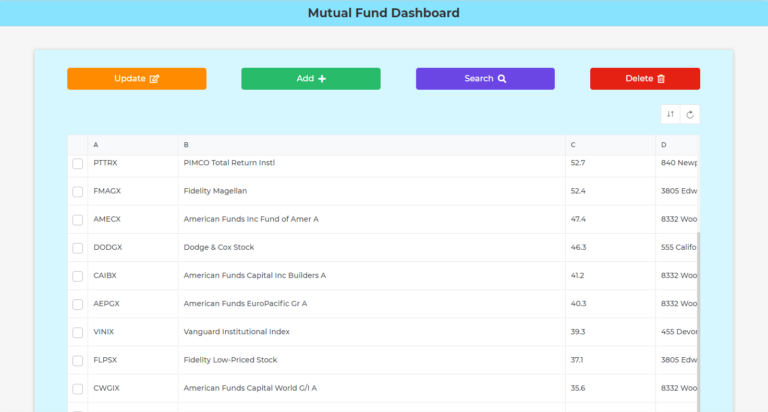 Mutual Fund Dashboard
Update Add Search Delete
A B C D
PTTRX PIMCO Total Return Instl 52.7 840 Newp
FMAGX Fidelity Magellan 52.4 3805 Edw
AMECX American Funds Inc Fund of Amer A 47.4 8332 Woo
DODGX Dodge & Cox Stock 46.3 555 Califo
CAIBX American Funds Capital Inc Builders A 41.2 8332 Woo
AEPGX American Funds EuroPacific Gr A 40.3 8332 Woo
VINIX Vanguard Institutional Index 39.3 455 Devon
FLPSX Fidelity Low-Priced Stock 37.1 3805 Edw
CWGIX American Funds Capital World G/I A 35.6 8332 Woo